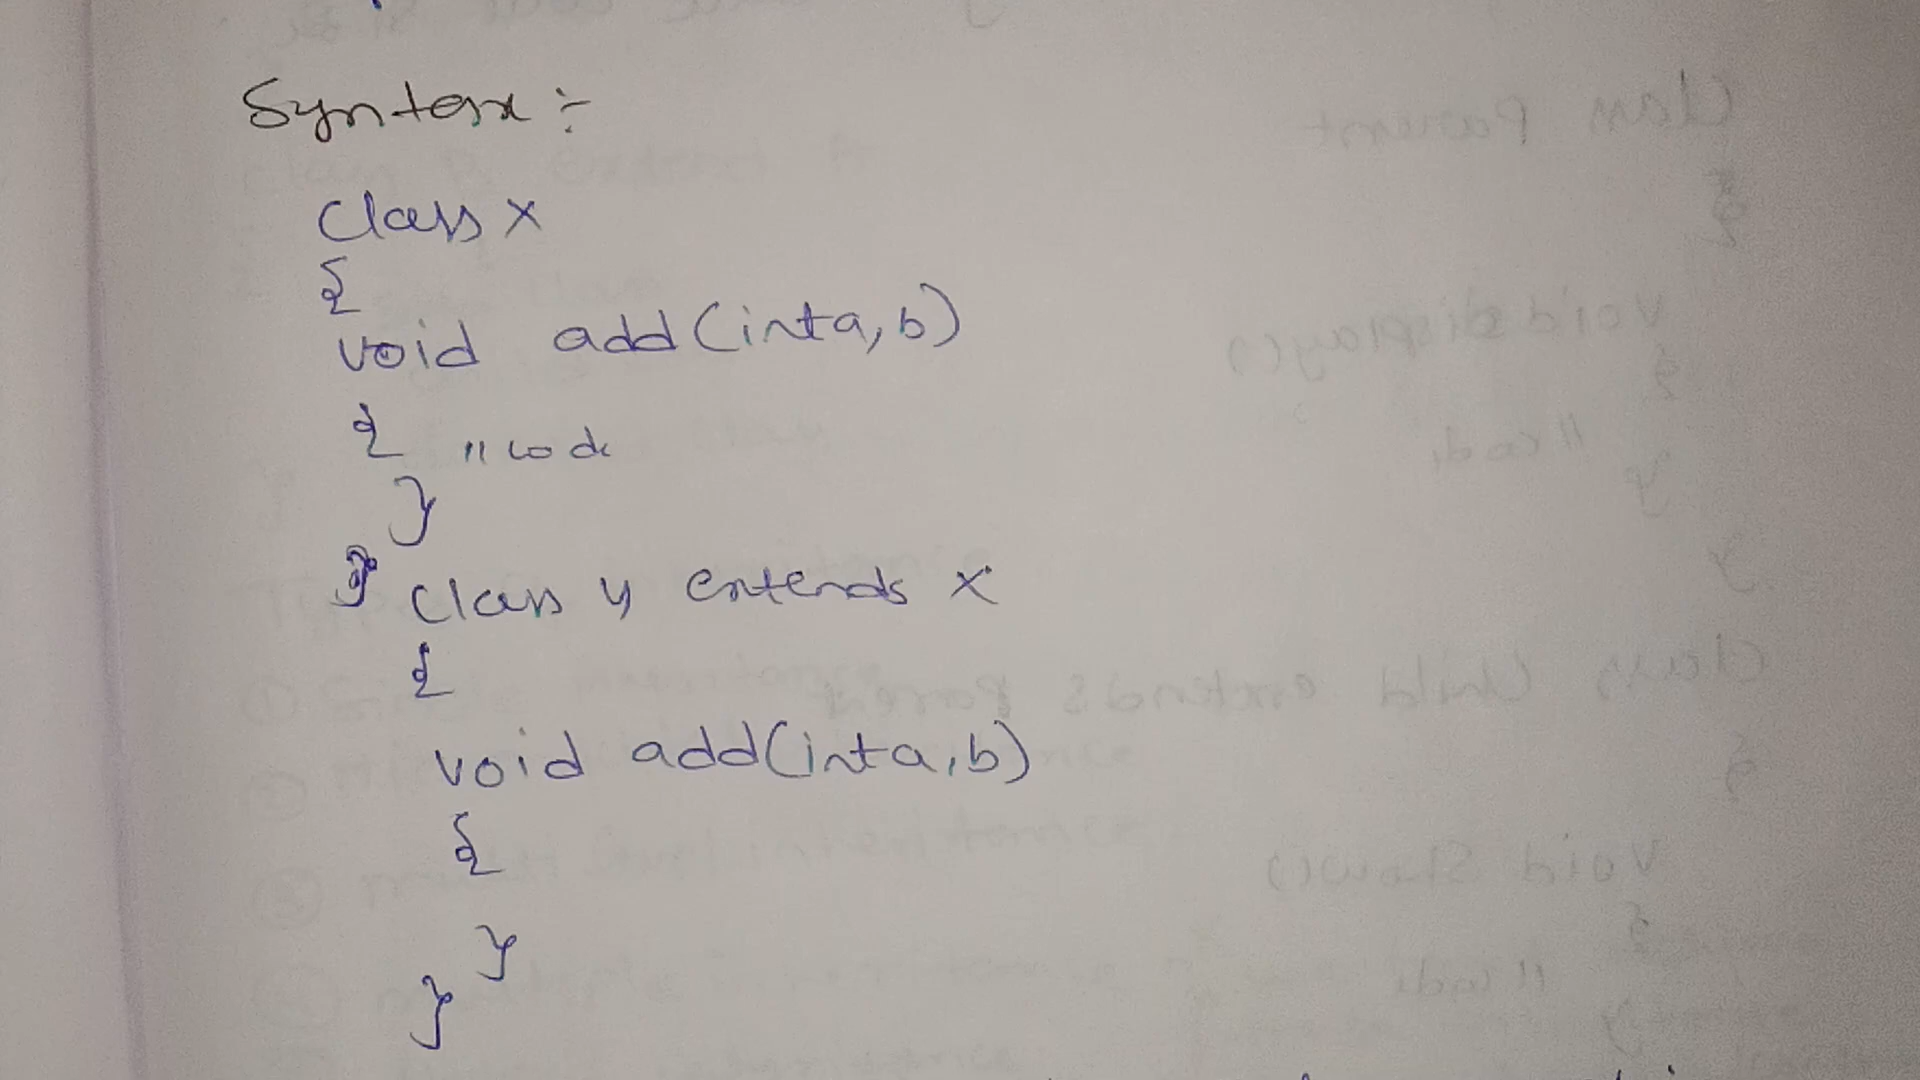 Syntax :-
class x
{
void add(int a, b)
{ // code
}
} class y extends x
{
void add(int a, b)
{
}
}